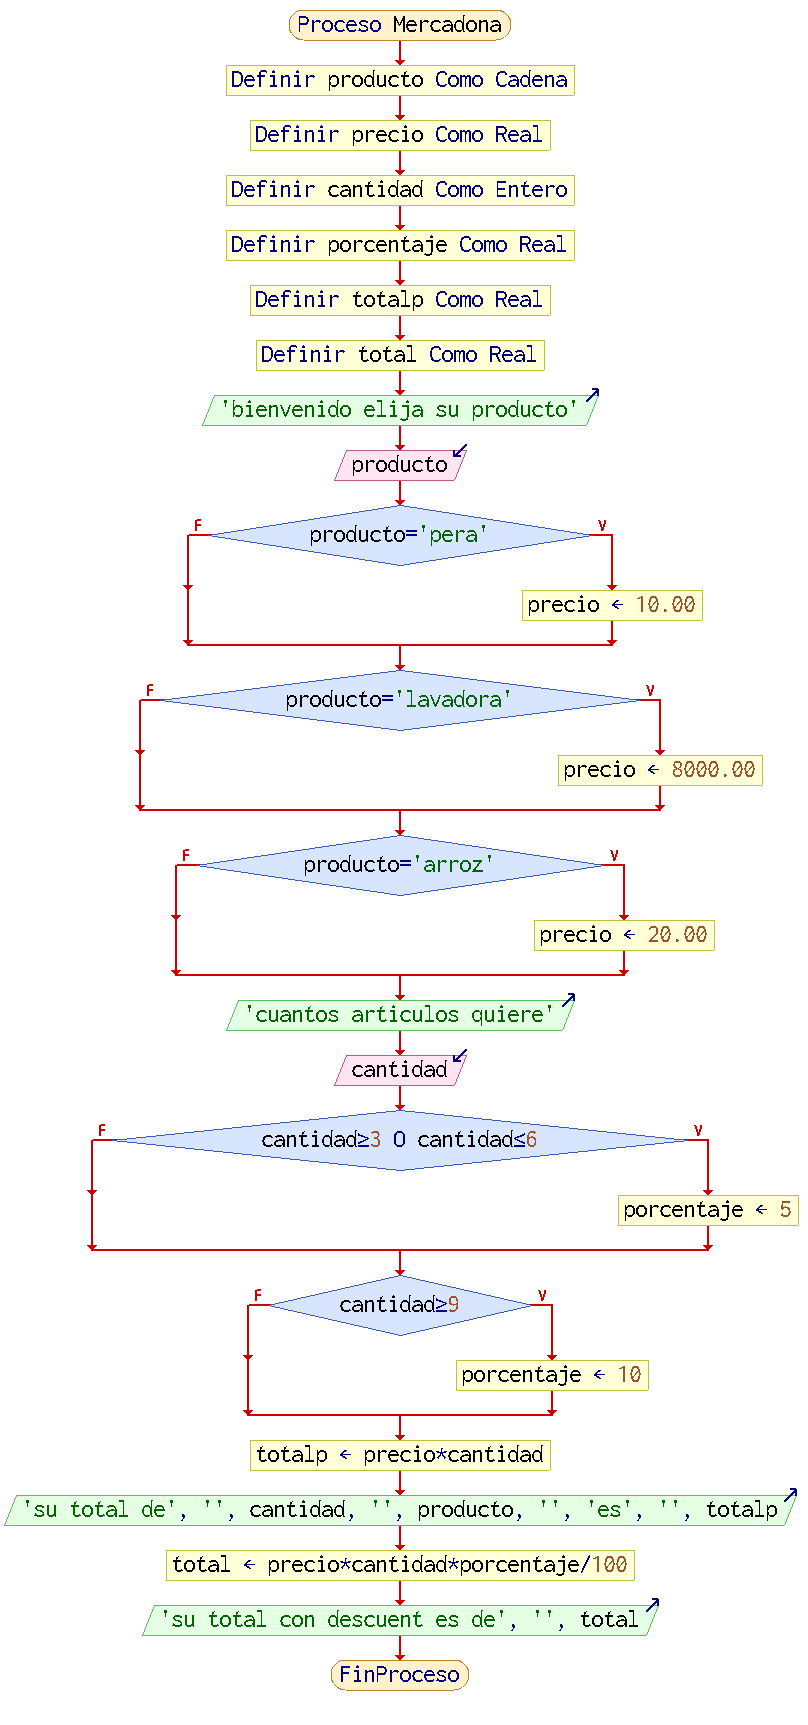 Proceso Mercadona
Definir producto Como Cadena
Definir precio Como Real
Definir cantidad Como Entero
Definir porcentaje Como Real
Definir totalp Como Real
Definir total Como Real
'bienvenido elija su producto'
producto
F V
producto='pera'
precio ← 10.00
F V
producto='lavadora'
precio ← 8000.00
F V
producto='arroz'
precio ← 20.00
'cuantos articulos quiere'
cantidad
F V
cantidad≥3 O cantidad≤6
porcentaje ← 5
F V
cantidad≥9
porcentaje ← 10
totalp ← precio*cantidad
'su total de', '', cantidad, '', producto, '', 'es', '', totalp
total ← precio*cantidad*porcentaje/100
'su total con descuent es de', '', total
FinProceso